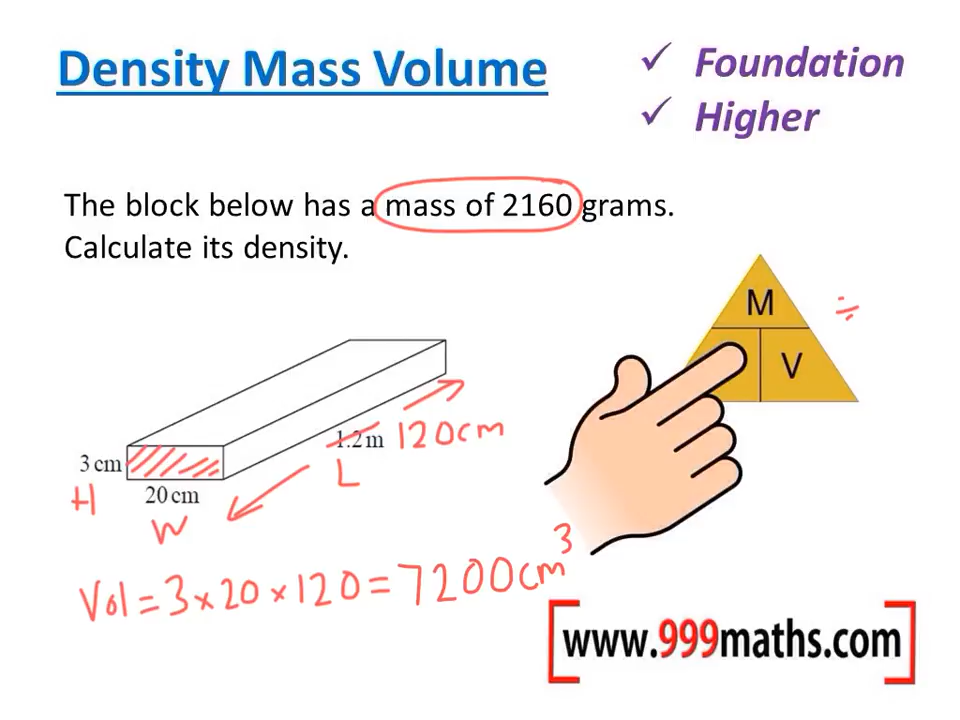 Density Mass Volume
✓ Foundation
✓ Higher
The block below has a mass of 2160 grams.
Calculate its density.
M
÷
V
1.2 m
120cm
3 cm
L
H
20 cm
W
Vol = 3 × 20 × 120 = 7200cm³
[www.999maths.com]